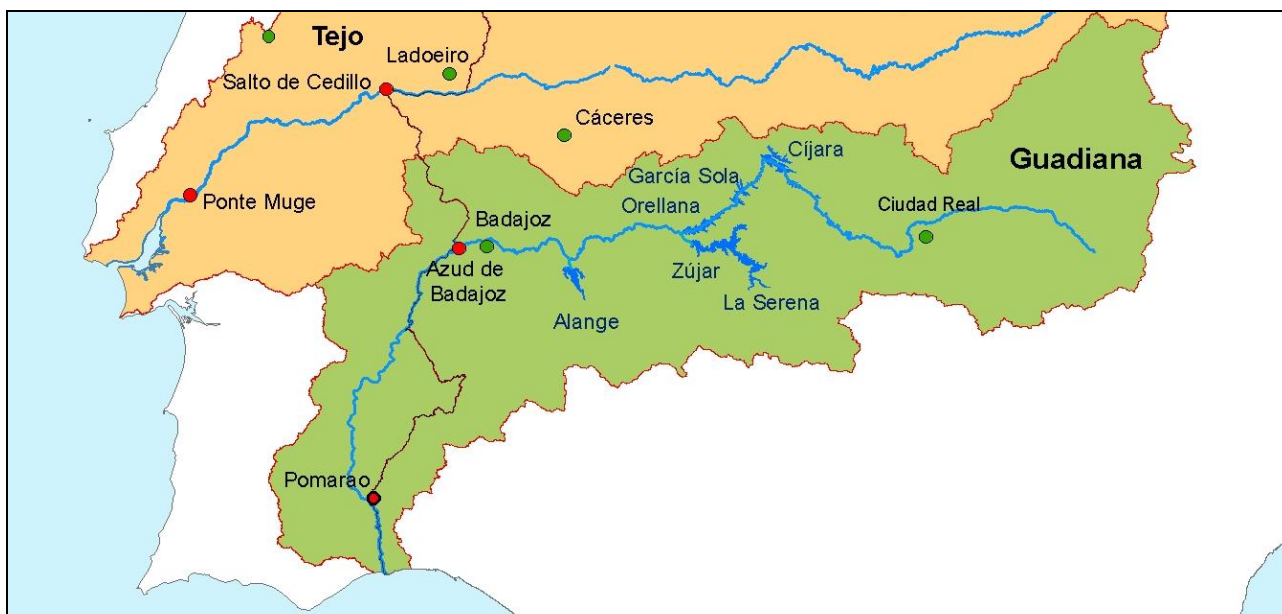 Tejo
Ladoeiro
Salto de Cedillo
Cáceres
Ponte Muge
Guadiana
Cíjara
García Sola
Orellana
Ciudad Real
Badajoz
Azud de
Badajoz
Zújar
La Serena
Alange
Pomarao